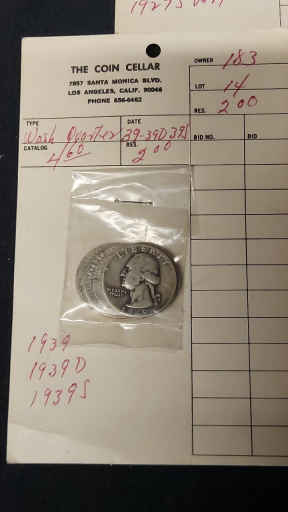 1927S
THE COIN CELLAR
7957 SANTA MONICA BLVD.
LOS ANGELES, CALIF. 90046
PHONE 656-6462
OWNER 183
LOT 14
RES. 2 00
TYPE
Wash Quarter
CATALOG
4 60
DATE
39-39D 39S
RES.
2 00
BID NO.
BID
LIBERTY
1939
1939D
1939S